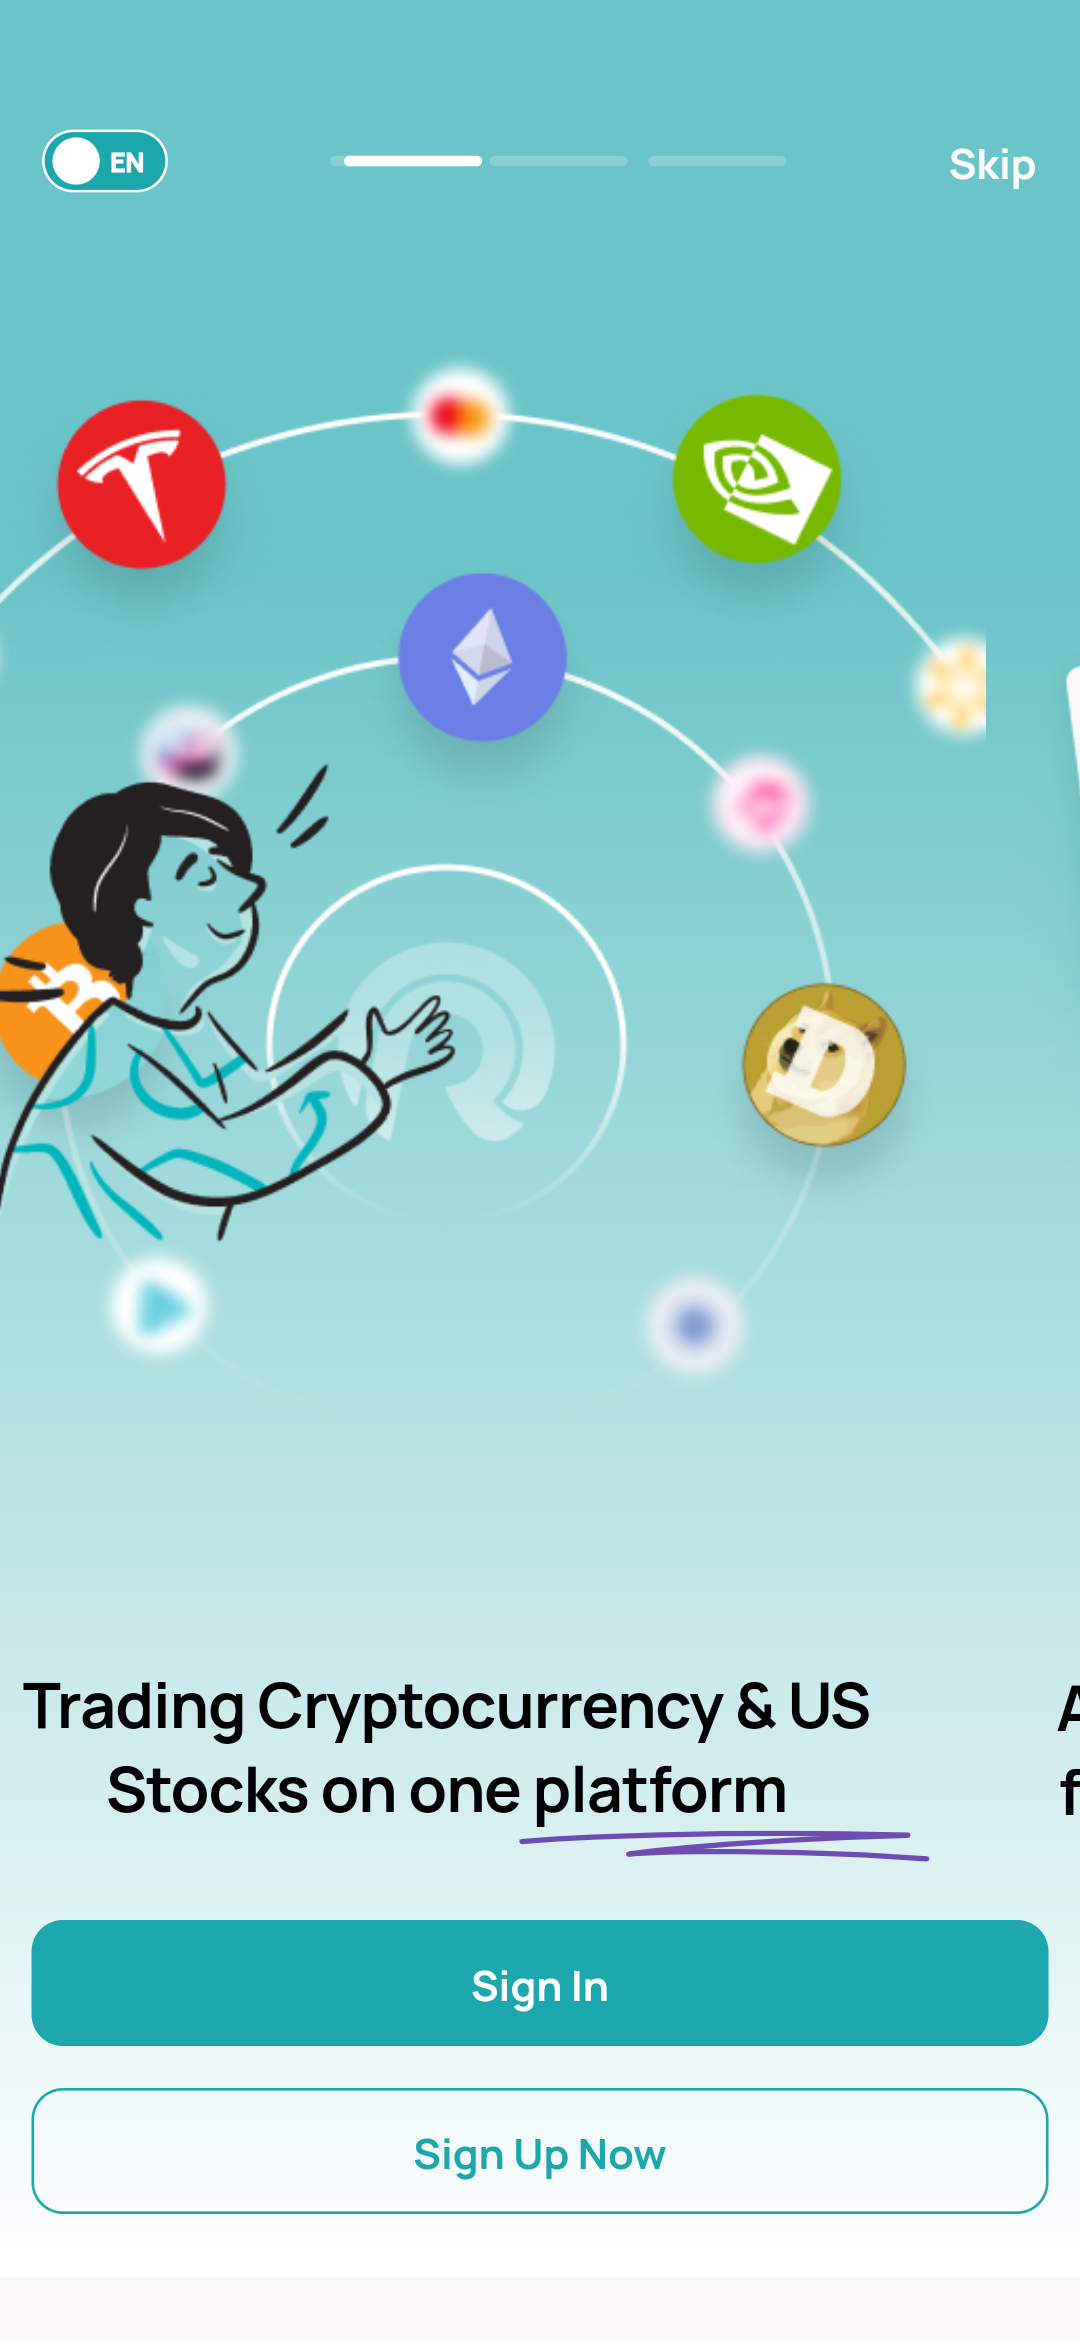 EN
Skip
Trading Cryptocurrency & US
Stocks on one platform
A
f
Sign In
Sign Up Now